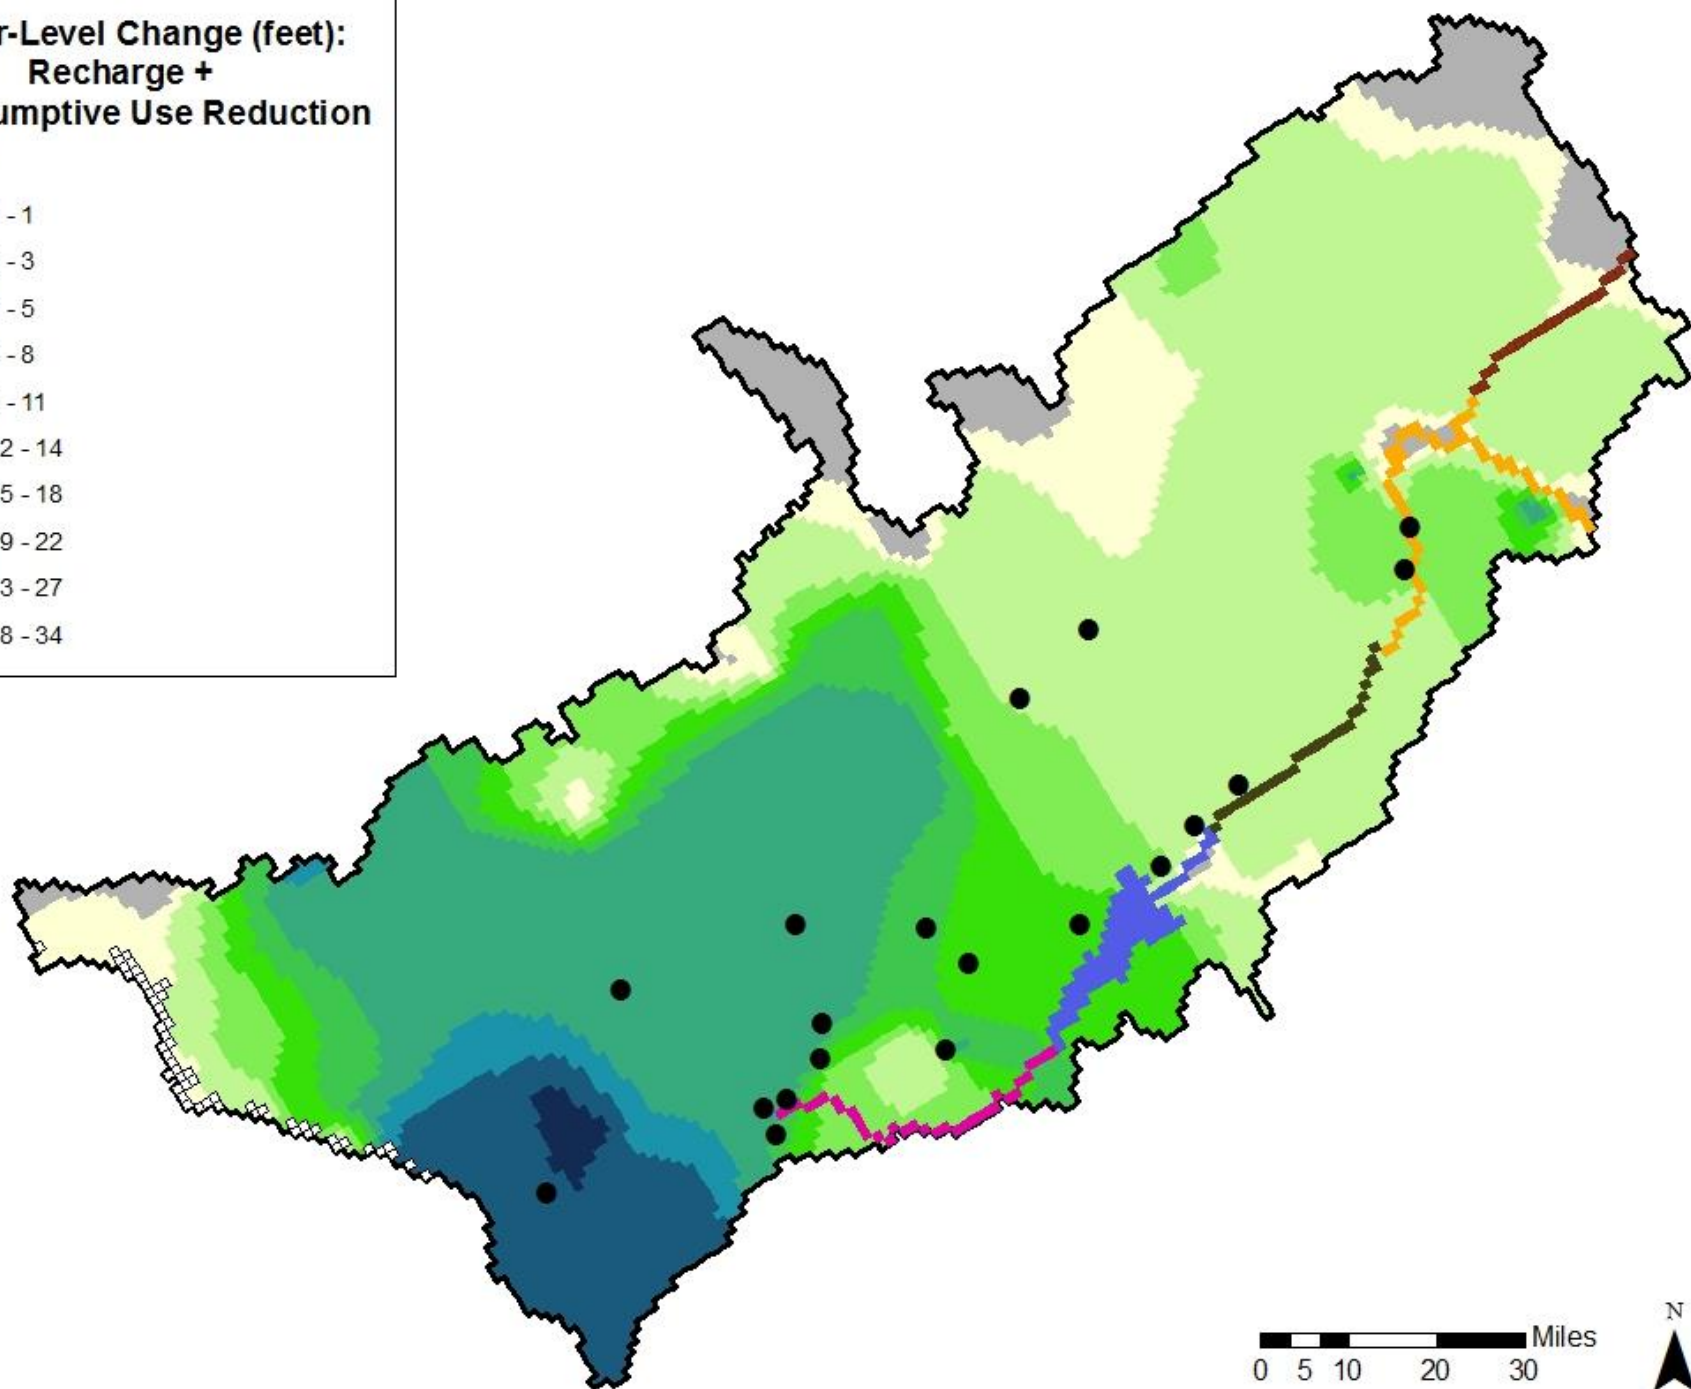 r-Level Change (feet):
Recharge +
umptive Use Reduction
- 1
- 3
- 5
- 8
- 11
2 - 14
5 - 18
9 - 22
3 - 27
8 - 34
Miles
0 5 10 20 30
N